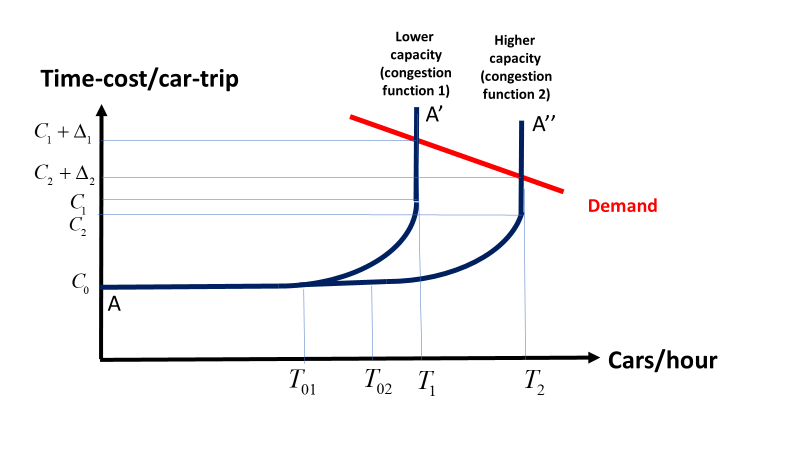 Lower
capacity
(congestion
function 1)
Higher
capacity
(congestion
function 2)
Time-cost/car-trip
A’
A’’
C₁ + Δ₁
C₂ + Δ₂
C₁
C₂
Demand
C₀
A
Cars/hour
T₀₁
T₀₂
T₁
T₂